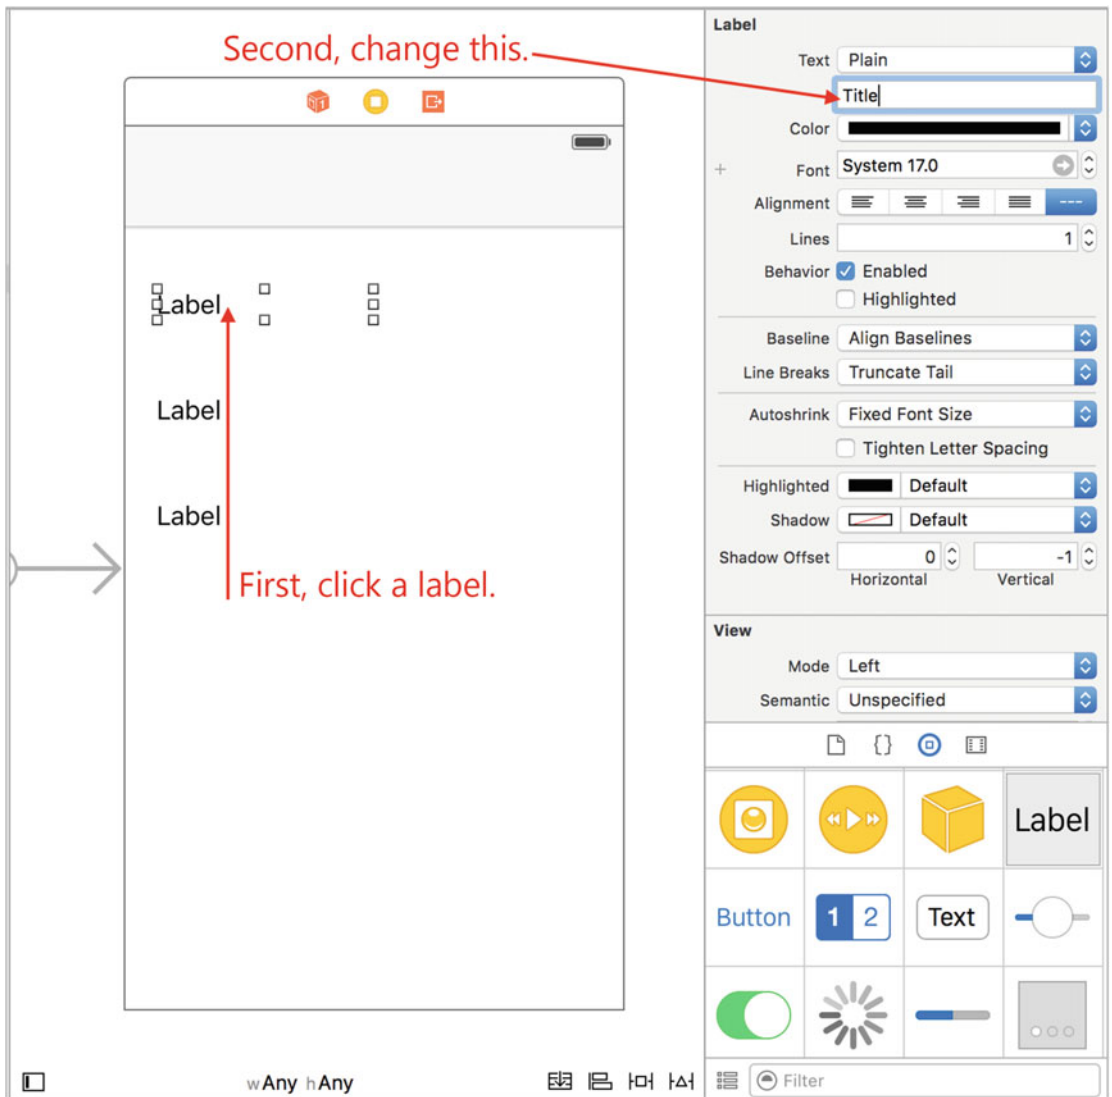 Second, change this.
Label
Label
Label
First, click a label.
wAny hAny
Label
Text Plain
Title
Color
+ Font System 17.0
Alignment ---
Lines 1
Behavior Enabled
Highlighted
Baseline Align Baselines
Line Breaks Truncate Tail
Autoshrink Fixed Font Size
Tighten Letter Spacing
Highlighted Default
Shadow Default
Shadow Offset 0 -1
Horizontal Vertical
View
Mode Left
Semantic Unspecified
{}
Label
Button 1 2 Text
Filter